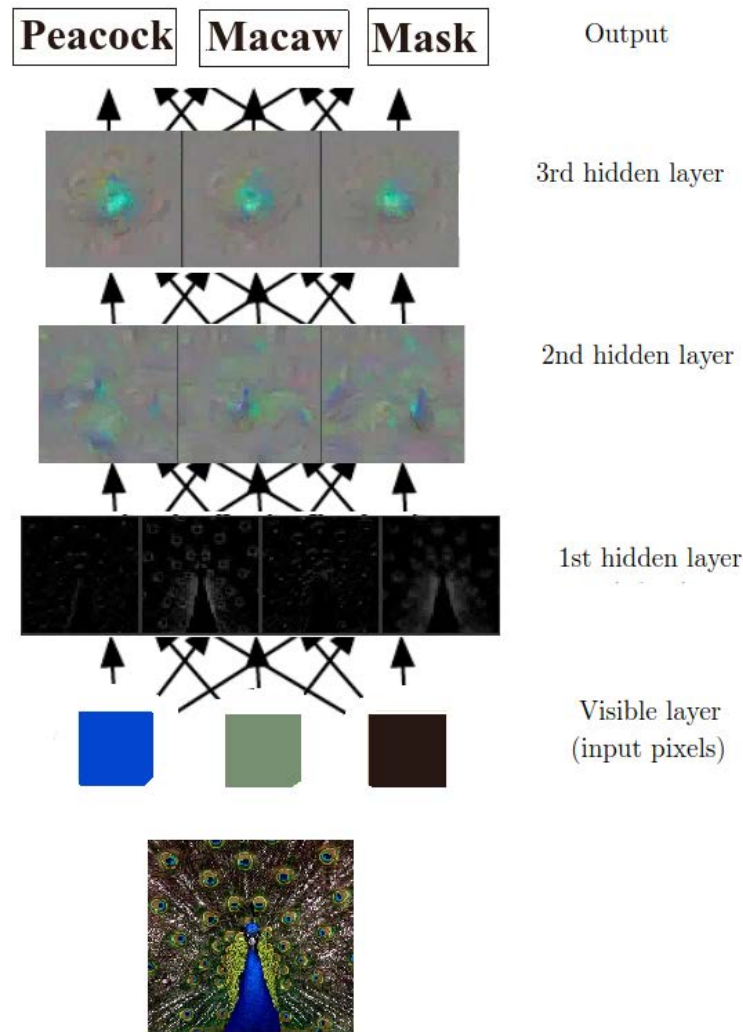 Peacock Macaw Mask Output
3rd hidden layer
2nd hidden layer
1st hidden layer
Visible layer
(input pixels)